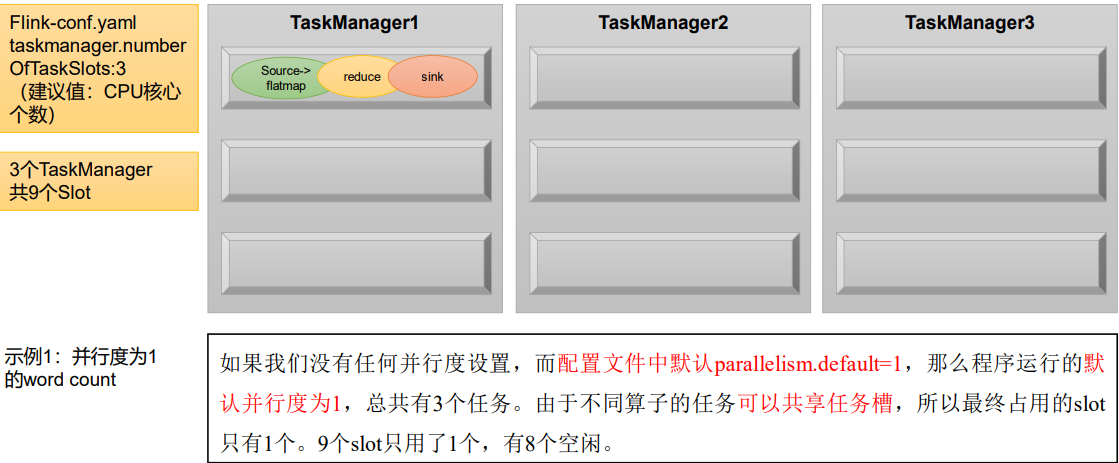 Flink-conf.yaml
taskmanager.number
OfTaskSlots:3
（建议值：CPU核心
个数）
3个TaskManager
共9个Slot
TaskManager1
Source->
flatmap
reduce
sink
TaskManager2
TaskManager3
示例1：并行度为1
的word count
如果我们没有任何并行度设置，而配置文件中默认parallelism.default=1，那么程序运行的默
认并行度为1，总共有3个任务。由于不同算子的任务可以共享任务槽，所以最终占用的slot
只有1个。9个slot只用了1个，有8个空闲。